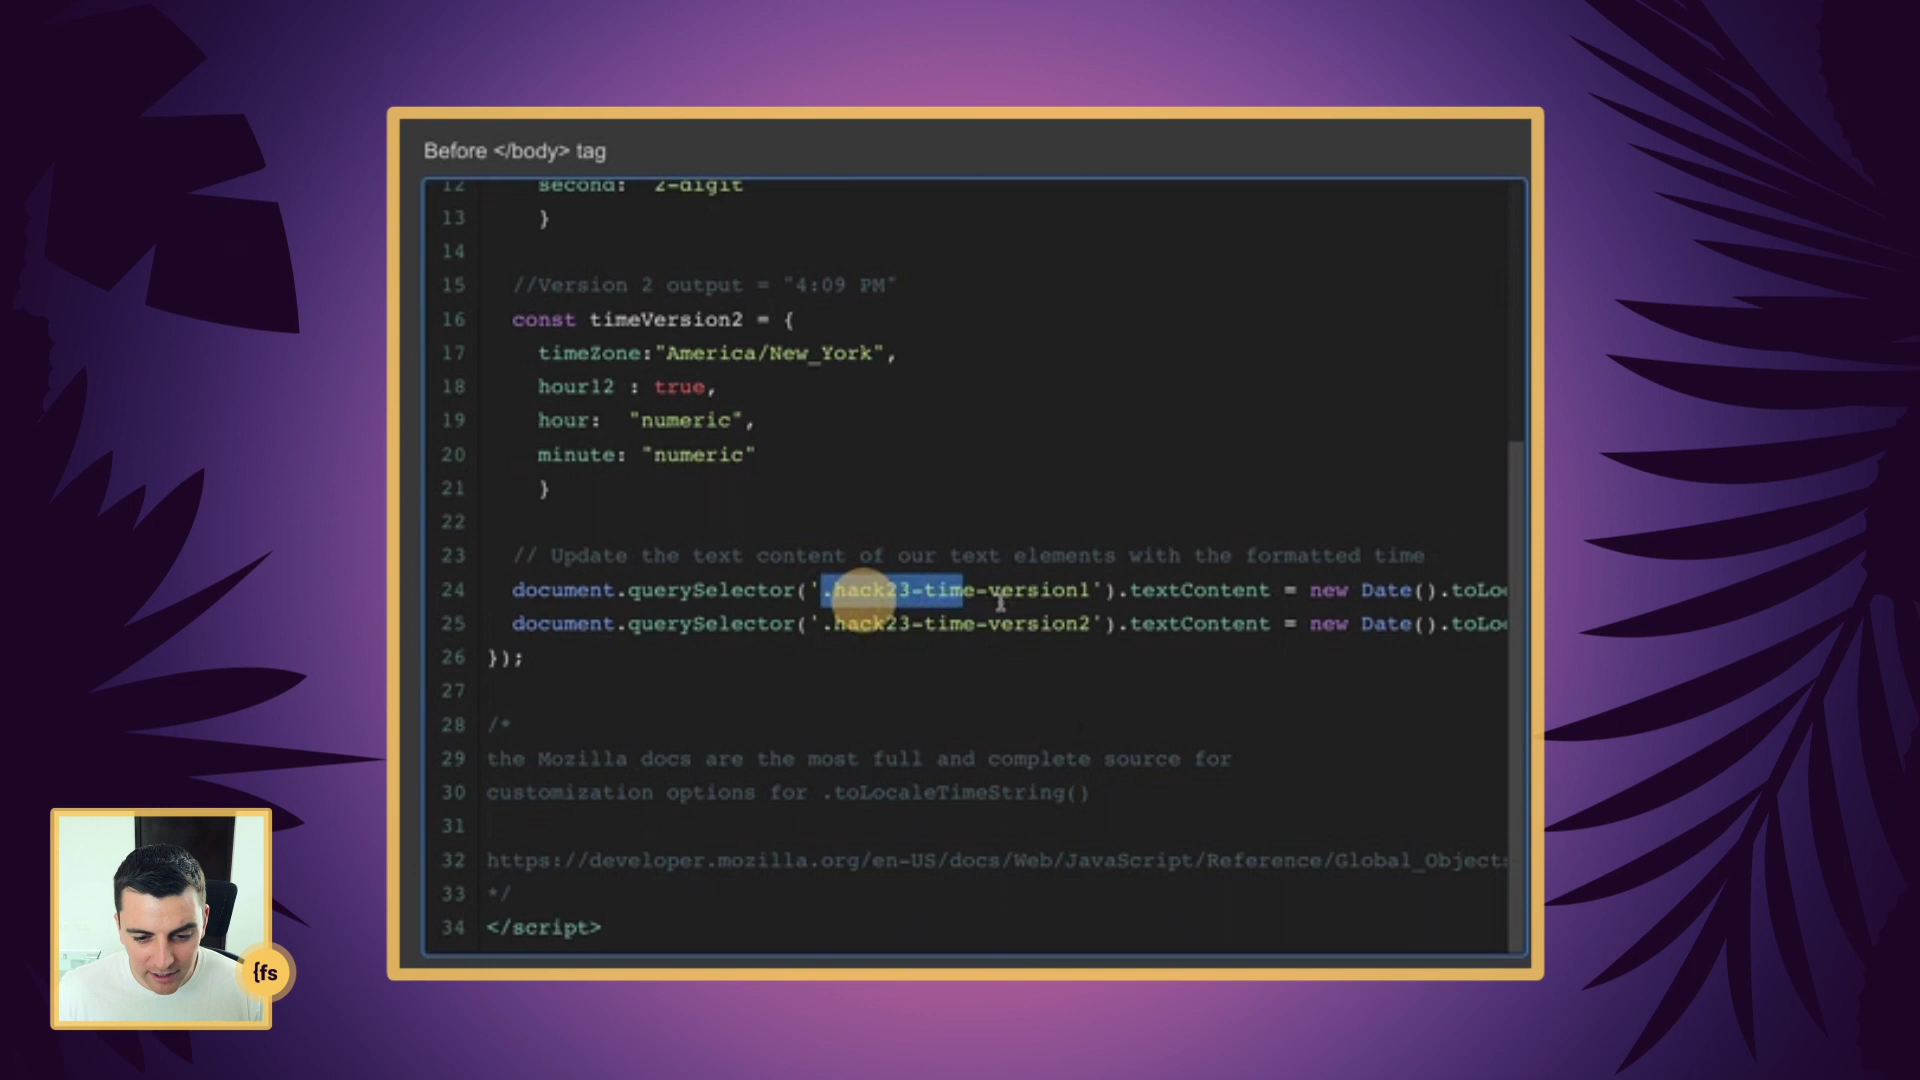 Before </body> tag
12 second: 2-digit
13 }
14
15 //Version 2 output = "4:09 PM"
16 const timeVersion2 = {
17 timeZone:"America/New_York",
18 hour12 : true,
19 hour: "numeric",
20 minute: "numeric"
21 }
22
23 // Update the text content of our text elements with the formatted time
24 document.querySelector('.hack23-time-version1').textContent = new Date().toLo
25 document.querySelector('.hack23-time-version2').textContent = new Date().toLo
26 });
27
28 /*
29 the Mozilla docs are the most full and complete source for
30 customization options for .toLocaleTimeString()
31
32 https://developer.mozilla.org/en-US/docs/Web/JavaScript/Reference/Global_Objects
33 */
34 </script>
{fs